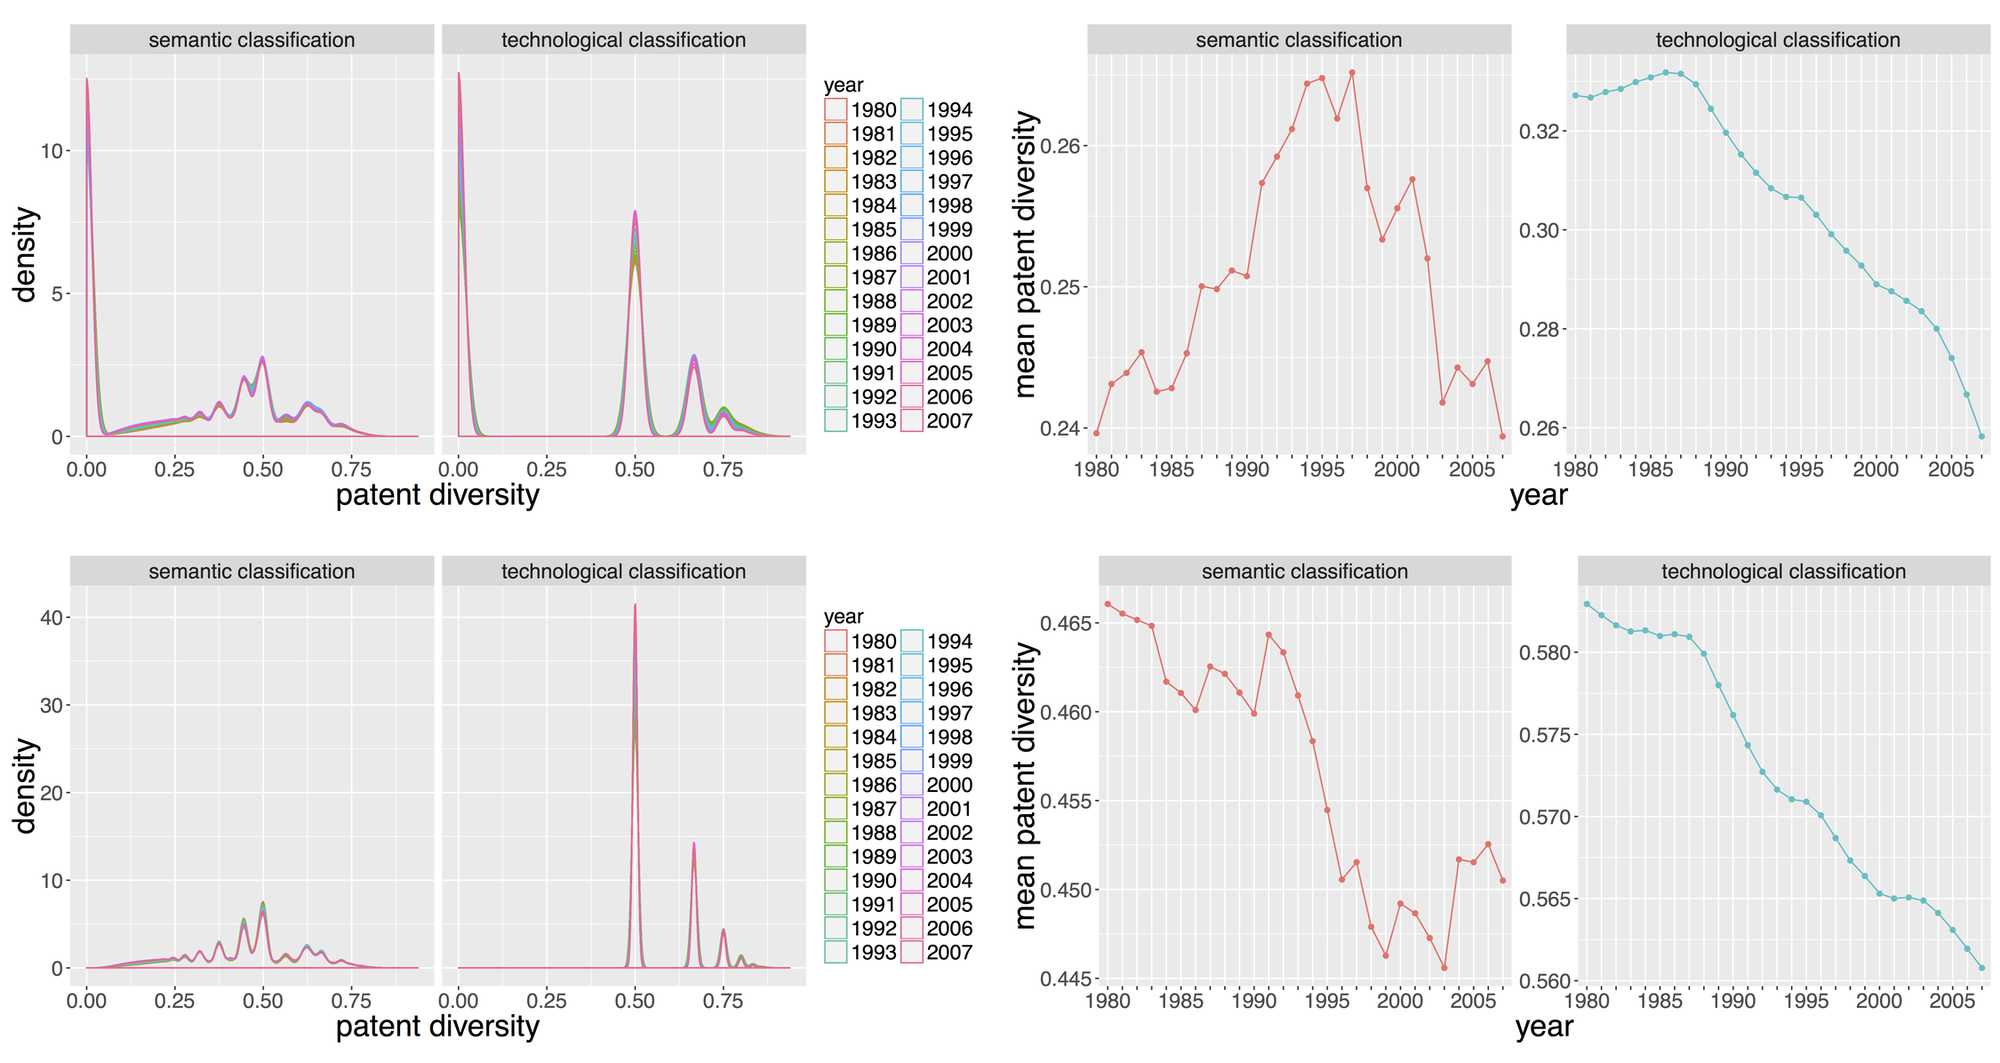 semantic classification
technological classification
density
10
5
0
0.00 0.25 0.50 0.75
0.00 0.25 0.50 0.75
patent diversity
year
1980 1994
1981 1995
1982 1996
1983 1997
1984 1998
1985 1999
1986 2000
1987 2001
1988 2002
1989 2003
1990 2004
1991 2005
1992 2006
1993 2007
semantic classification
technological classification
mean patent diversity
0.26
0.25
0.24
1980 1985 1990 1995 2000 2005
0.32
0.30
0.28
0.26
1980 1985 1990 1995 2000 2005
year
semantic classification
technological classification
density
40
30
20
10
0
0.00 0.25 0.50 0.75
0.00 0.25 0.50 0.75
patent diversity
year
1980 1994
1981 1995
1982 1996
1983 1997
1984 1998
1985 1999
1986 2000
1987 2001
1988 2002
1989 2003
1990 2004
1991 2005
1992 2006
1993 2007
semantic classification
technological classification
mean patent diversity
0.465
0.460
0.455
0.450
0.445
1980 1985 1990 1995 2000 2005
0.580
0.575
0.570
0.565
0.560
1980 1985 1990 1995 2000 2005
year